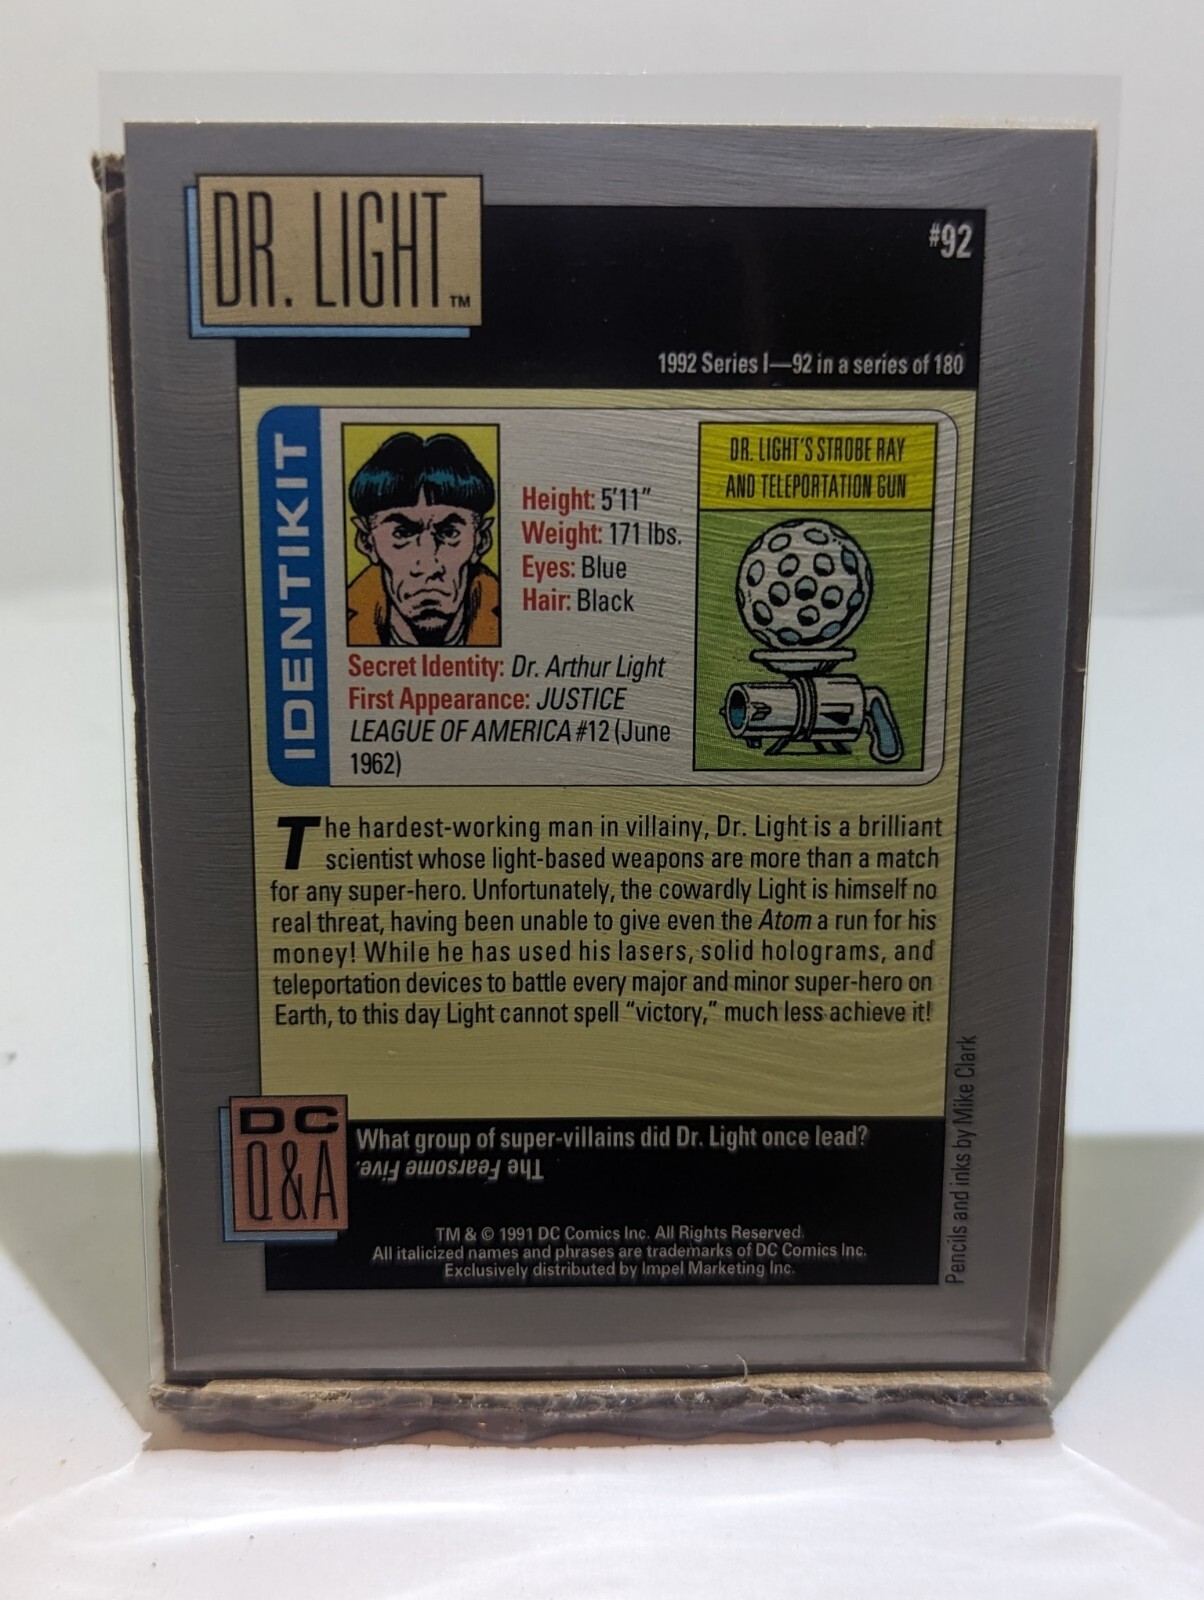 DR. LIGHT™
#92
1992 Series I—92 in a series of 180
IDENTIKIT
Height: 5'11"
Weight: 171 lbs.
Eyes: Blue
Hair: Black
Secret Identity: Dr. Arthur Light
First Appearance: JUSTICE
LEAGUE OF AMERICA #12 (June
1962)
DR. LIGHT'S STROBE RAY
AND TELEPORTATION GUN
The hardest-working man in villainy, Dr. Light is a brilliant
scientist whose light-based weapons are more than a match
for any super-hero. Unfortunately, the cowardly Light is himself no
real threat, having been unable to give even the Atom a run for his
money! While he has used his lasers, solid holograms, and
teleportation devices to battle every major and minor super-hero on
Earth, to this day Light cannot spell "victory," much less achieve it!
DC
Q&A
What group of super-villains did Dr. Light once lead?
The Fearsome Five.
TM & © 1991 DC Comics Inc. All Rights Reserved.
All italicized names and phrases are trademarks of DC Comics Inc.
Exclusively distributed by Impel Marketing Inc.
Pencils and inks by Mike Clark